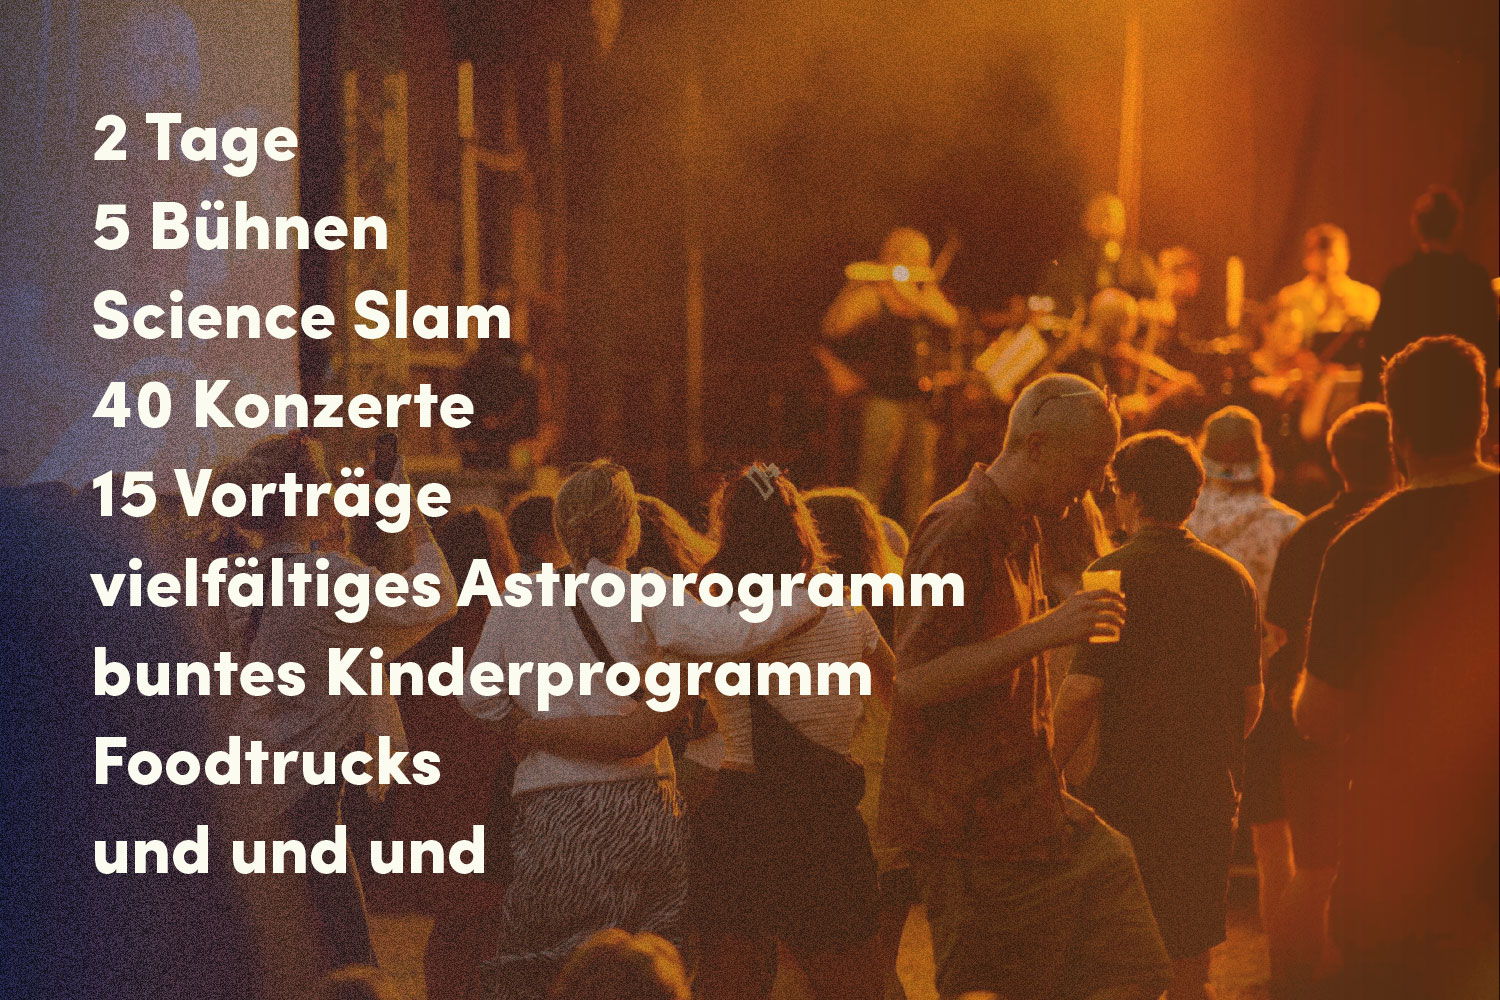 2 Tage
5 Bühnen
Science Slam
40 Konzerte
15 Vorträge
vielfältiges Astroprogramm
buntes Kinderprogramm
Foodtrucks
und und und